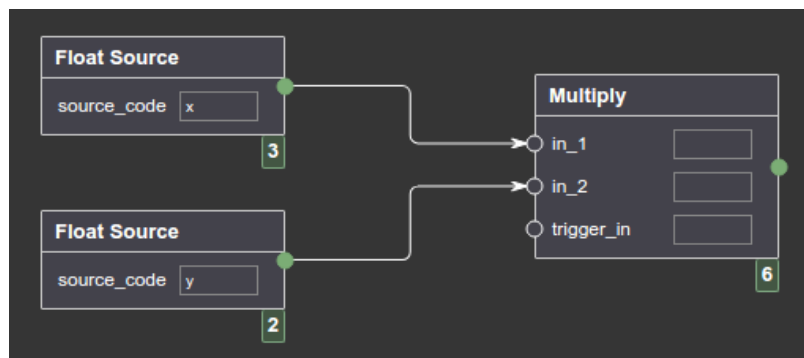 Float Source
source_code x
3
Float Source
source_code y
2
Multiply
in_1
in_2
trigger_in
6